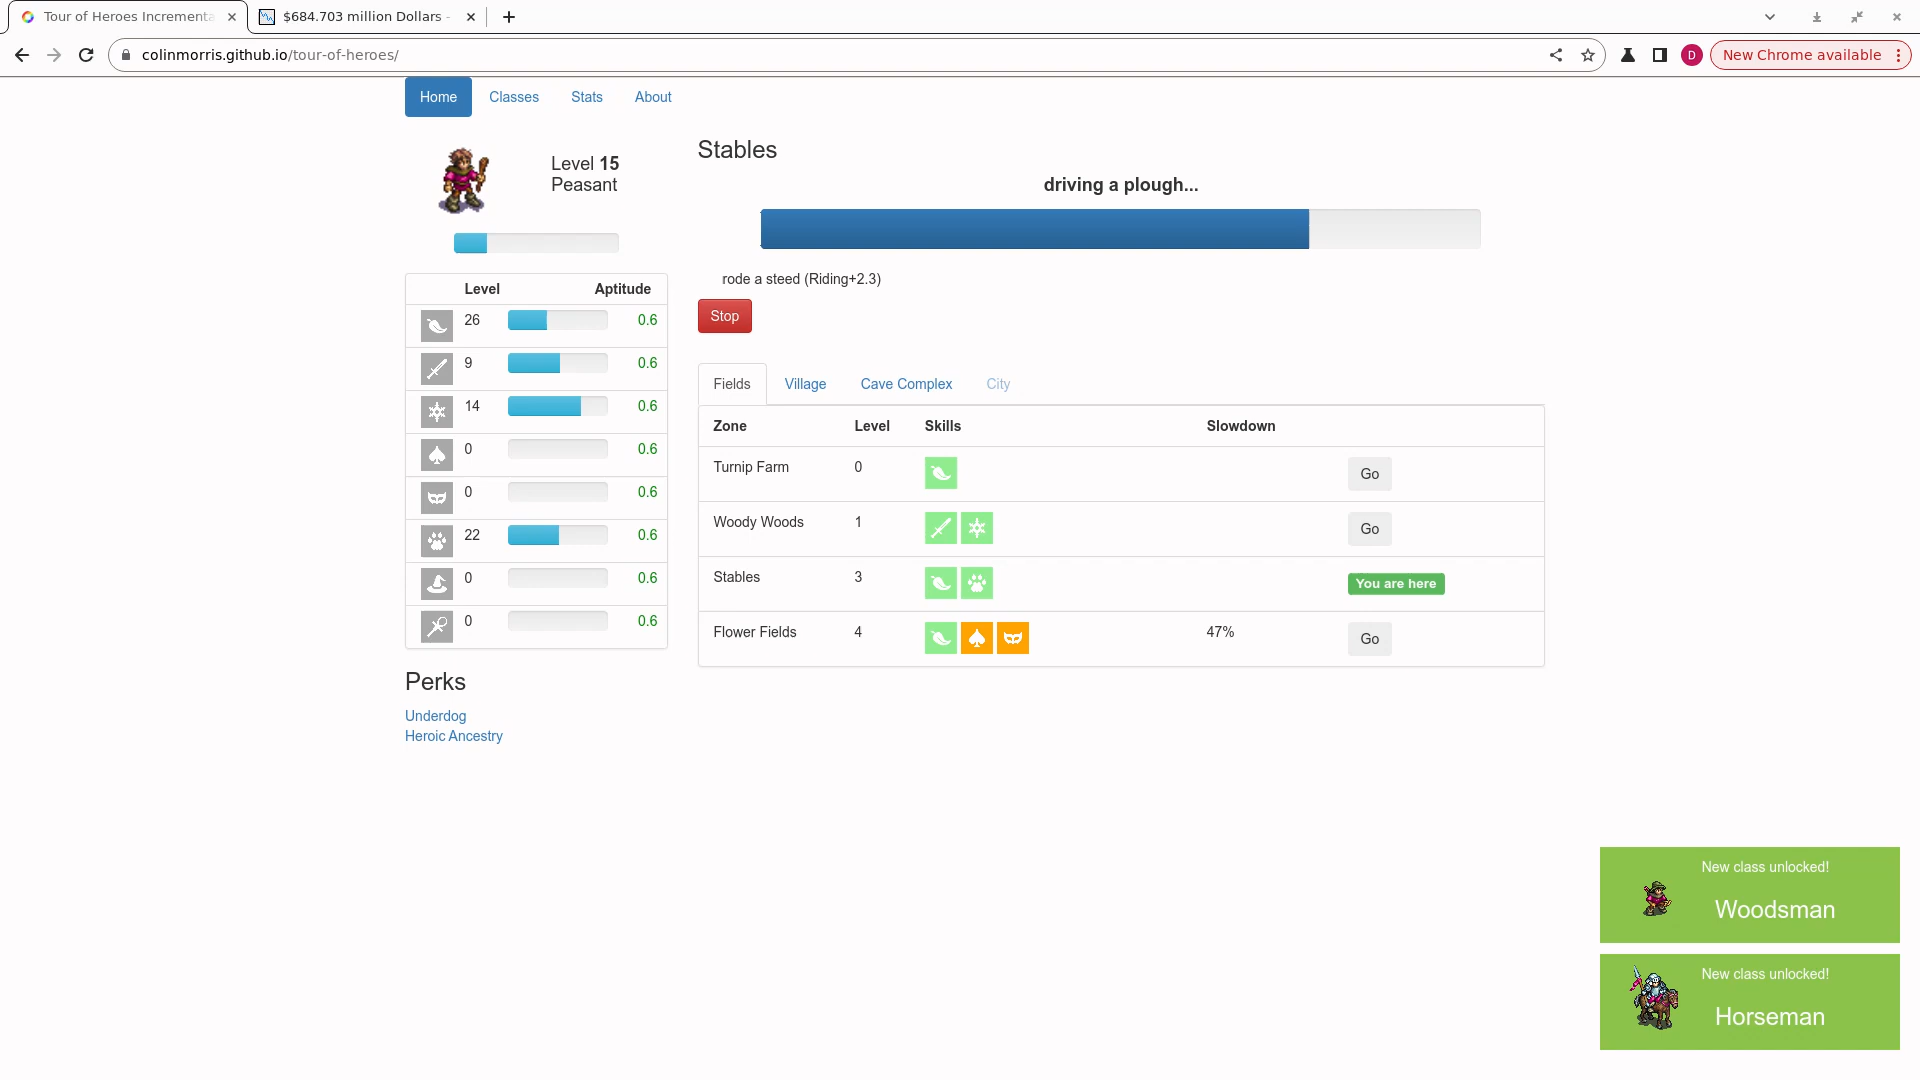 Tour of Heroes Incrementa
$684.703 million Dollars -
colinmorris.github.io/tour-of-heroes/
D
New Chrome available
Home Classes Stats About
Level 15
Peasant
Stables
driving a plough...
rode a steed (Riding+2.3)
Stop
Level Aptitude
26 0.6
9 0.6
14 0.6
0 0.6
0 0.6
22 0.6
0 0.6
0 0.6
Perks
Underdog
Heroic Ancestry
Fields Village Cave Complex City
Zone Level Skills Slowdown
Turnip Farm 0 Go
Woody Woods 1 Go
Stables 3 You are here
Flower Fields 4 47% Go
New class unlocked!
Woodsman
New class unlocked!
Horseman